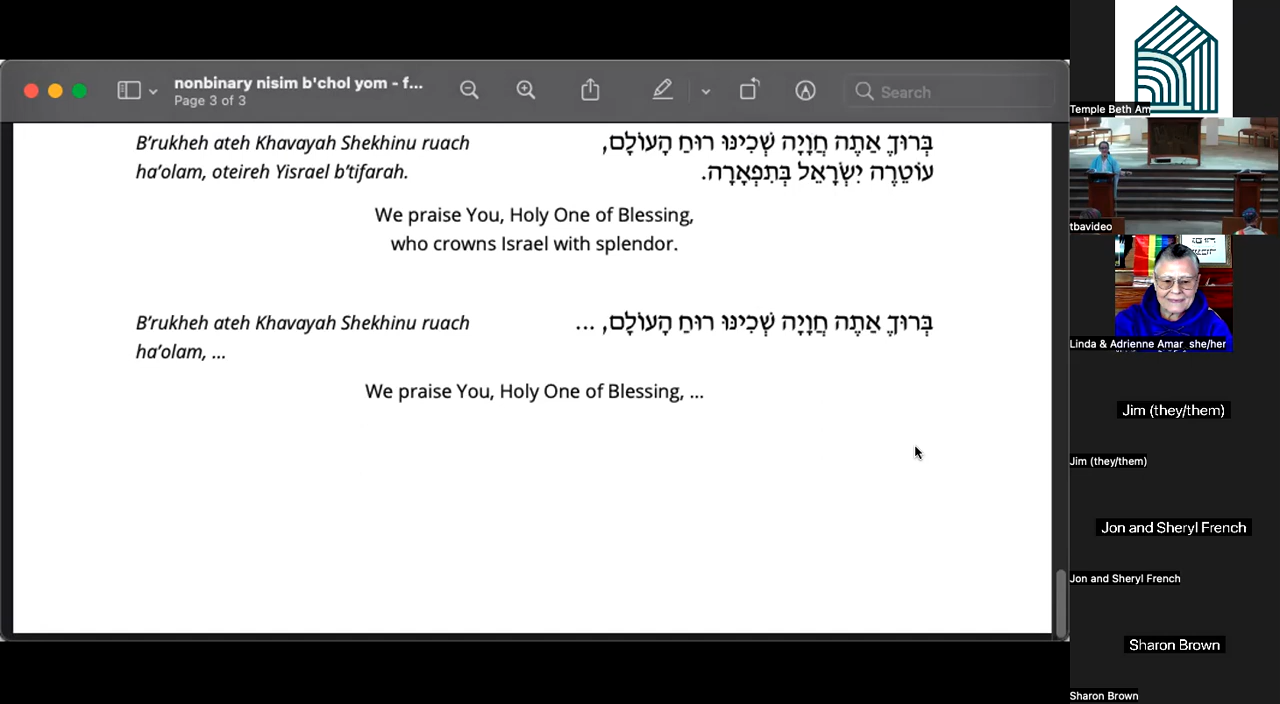 nonbinary nisim b'chol yom - f...
Page 3 of 3
Search
B'rukheh ateh Khavayah Shekhinu ruach
ha'olam, oteireh Yisrael b'tifarah.
בְּרוּךֶ אַתֶה חֲוָיָה שְׁכִינּוּ רוּחַ הָעוֹלָם,
עוֹטֵרֶה יִשְׂרָאֵל בְּתִפְאָרָה.
We praise You, Holy One of Blessing,
who crowns Israel with splendor.
B'rukheh ateh Khavayah Shekhinu ruach
ha'olam, ...
בְּרוּךֶ אַתֶה חֲוָיָה שְׁכִינּוּ רוּחַ הָעוֹלָם, ...
We praise You, Holy One of Blessing, ...
Temple Beth Am
tbavideo
Linda & Adrienne Amar she/her
Jim (they/them)
Jim (they/them)
Jon and Sheryl French
Jon and Sheryl French
Sharon Brown
Sharon Brown